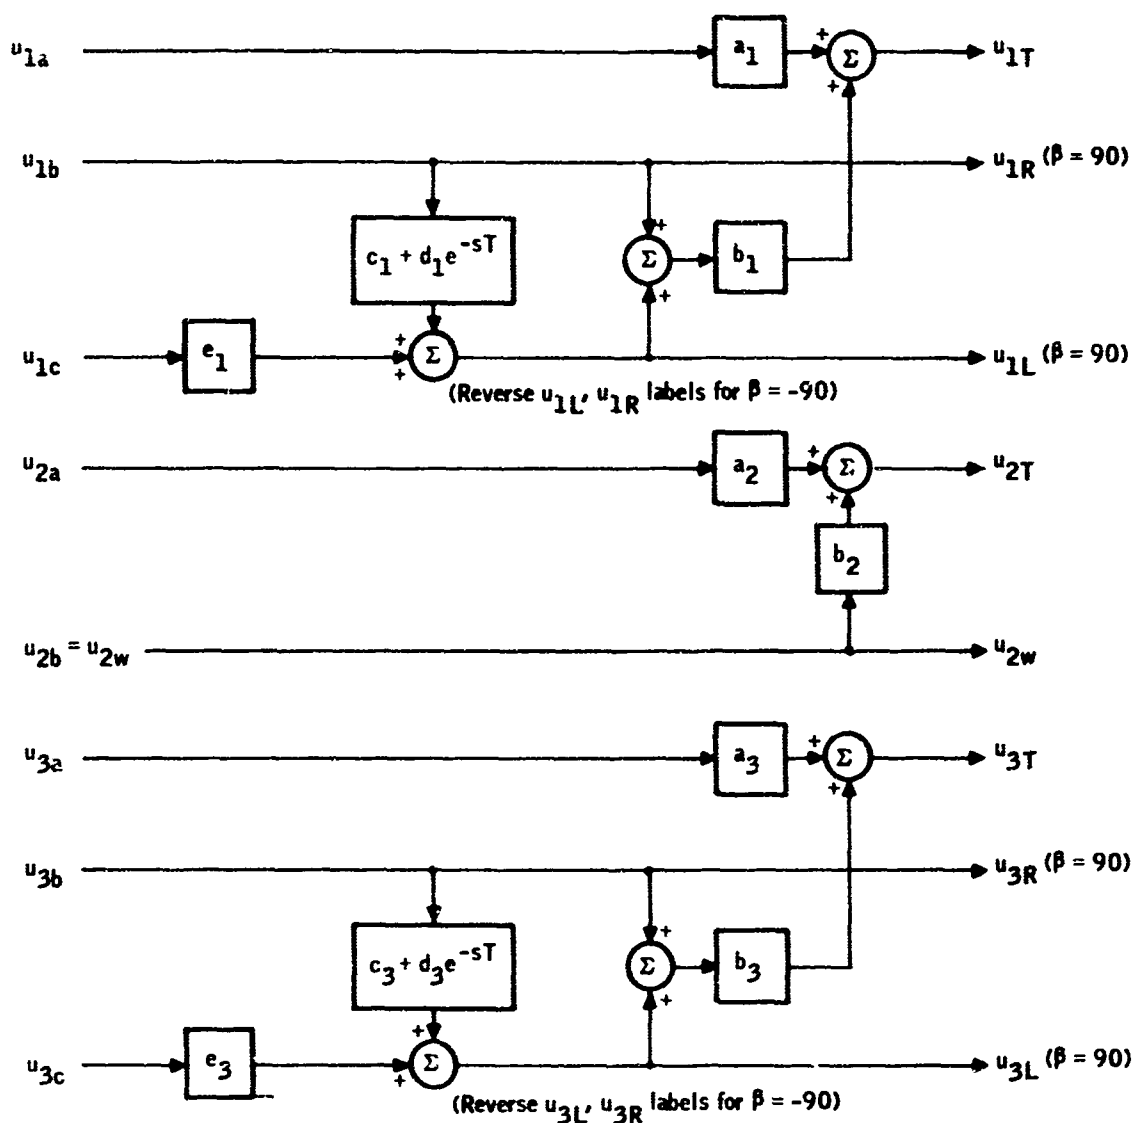 u1a
a1
+
Σ
+
u1T
u1b
u1R (β = 90)
c1 + d1e^-sT
+
Σ
+
b1
u1c
e1
+
Σ
+
u1L (β = 90)
(Reverse u1L, u1R labels for β = -90)
u2a
a2
+
Σ
+
u2T
b2
u2b = u2w
u2w
u3a
a3
+
Σ
+
u3T
u3b
u3R (β = 90)
c3 + d3e^-sT
+
Σ
+
b3
u3c
e3
+
Σ
+
u3L (β = 90)
(Reverse u3L, u3R labels for β = -90)